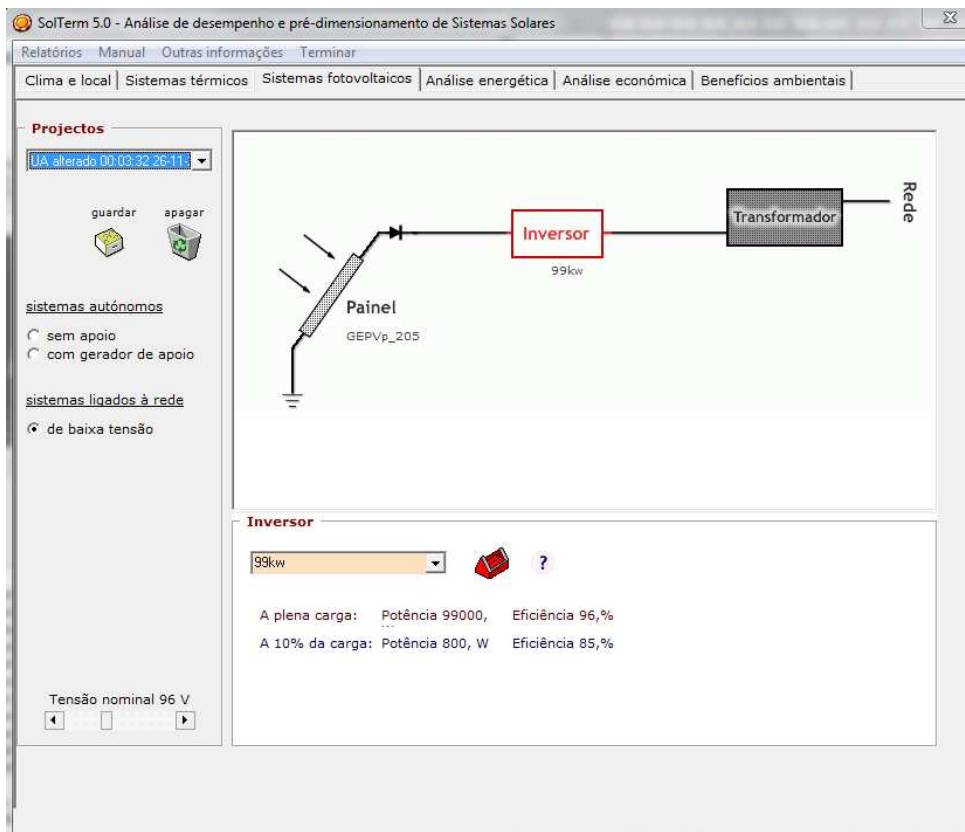 SolTerm 5.0 - Análise de desempenho e pré-dimensionamento de Sistemas Solares
Relatórios Manual Outras informações Terminar
Clima e local Sistemas térmicos Sistemas fotovoltaicos Análise energética Análise económica Benefícios ambientais
Projectos
UA alterado 00:03:32 26-11-
guardar apagar
sistemas autónomos
sem apoio
com gerador de apoio
sistemas ligados à rede
de baixa tensão
Tensão nominal 96 V
Painel
GEPVp_205
Inversor
99kw
Transformador
Rede
Inversor
99kw
?
A plena carga: Potência 99000, Eficiência 96,%
A 10% da carga: Potência 800, W Eficiência 85,%